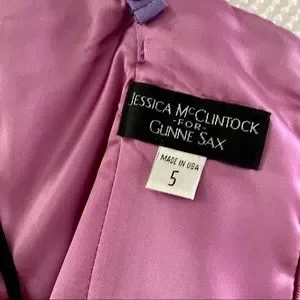 JESSICA MCCLINTOCK
-FOR-
GUNNE SAX
MADE IN USA
5